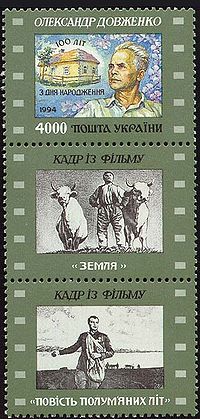 ОЛЕКСАНДР ДОВЖЕНКО
100 ЛІТ
З ДНЯ НАРОДЖЕННЯ
1994
4000 ПОШТА УКРАЇНИ
КАДР ІЗ ФІЛЬМУ
«ЗЕМЛЯ»
КАДР ІЗ ФІЛЬМУ
"ПОВІСТЬ ПОЛУМ'ЯНИХ ЛІТ"